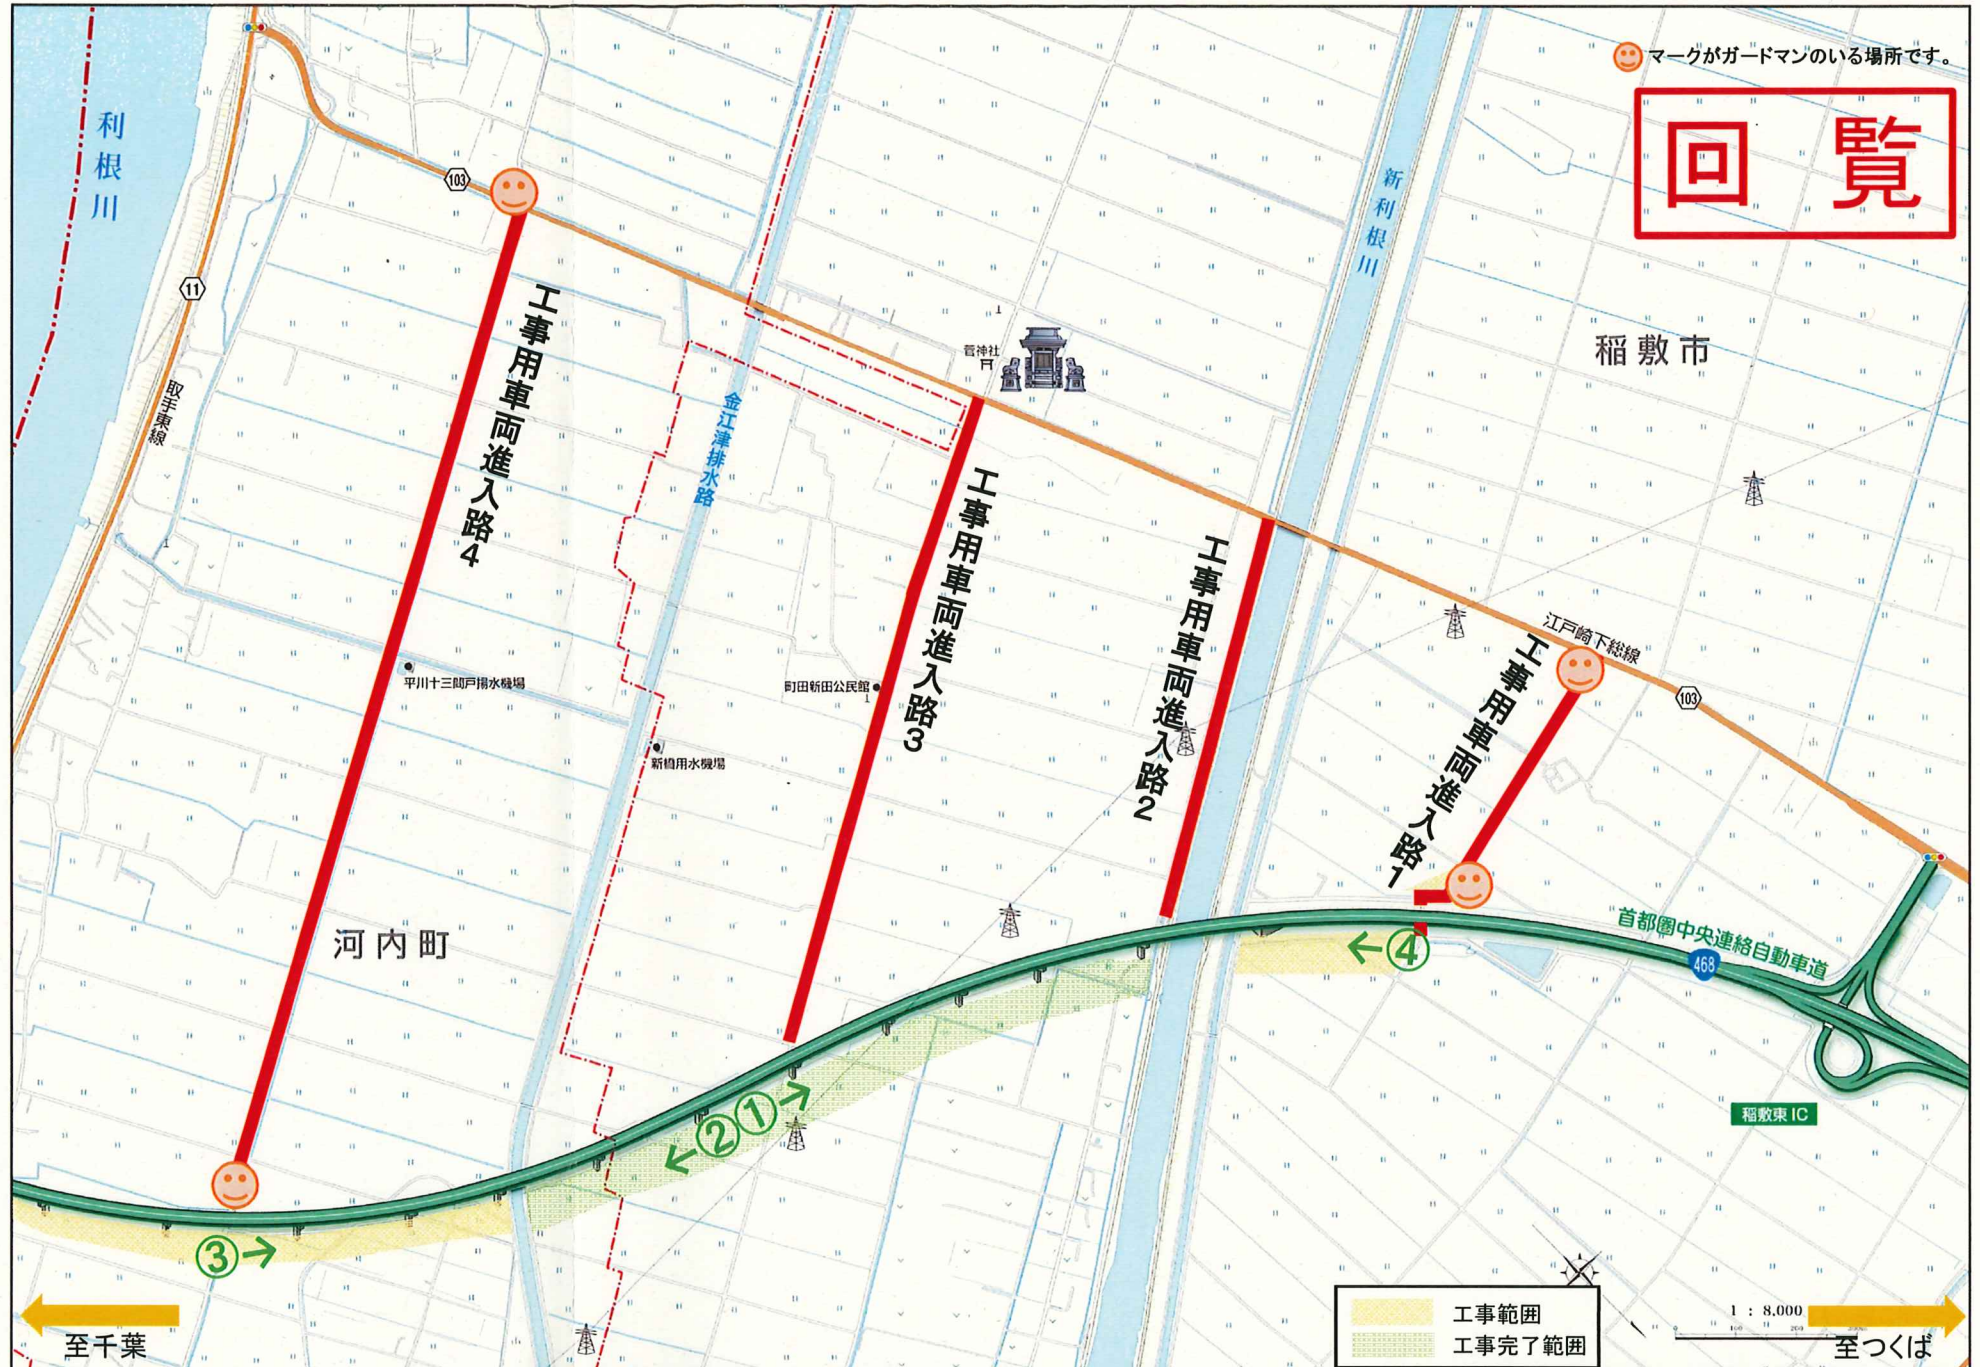 マークがガードマンのいる場所です。
回覧
利根川
103
11
取手東線
工事用車両進入路4
金江津排水路
菅神社
新利根川
稲敷市
工事用車両進入路3
工事用車両進入路2
江戸崎下総線
工事用車両進入路1
103
平川十三間戸揚水機場
町田新田公民館
新橋用水機場
河内町
首都圏中央連絡自動車道
468
←④
稲敷東IC
←②①→
③→
至千葉
工事範囲
工事完了範囲
1 : 8,000
0 100 200
至つくば